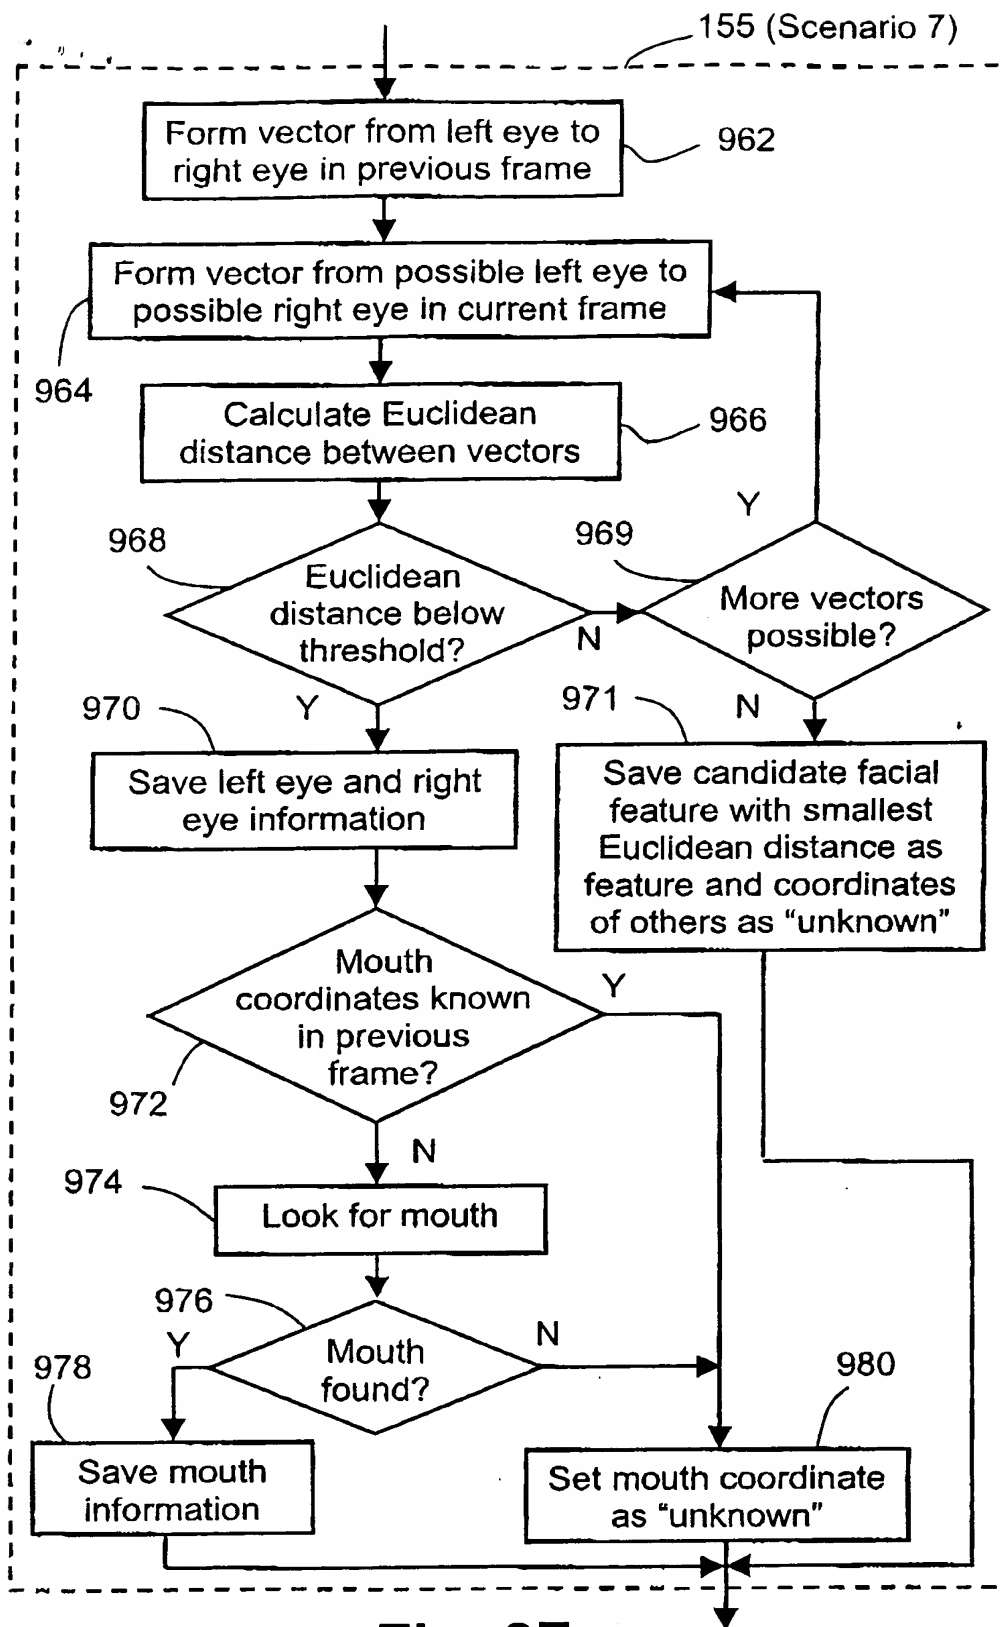 155 (Scenario 7)
Form vector from left eye to
right eye in previous frame
962
Form vector from possible left eye to
possible right eye in current frame
964
Calculate Euclidean
distance between vectors
966
968
Euclidean
distance below
threshold?
N
Y
969
More vectors
possible?
Y
N
970
Save left eye and right
eye information
971
Save candidate facial
feature with smallest
Euclidean distance as
feature and coordinates
of others as “unknown”
Mouth
coordinates known
in previous
frame?
Y
972
N
974
Look for mouth
976
Mouth
found?
Y
N
978
Save mouth
information
980
Set mouth coordinate
as “unknown”